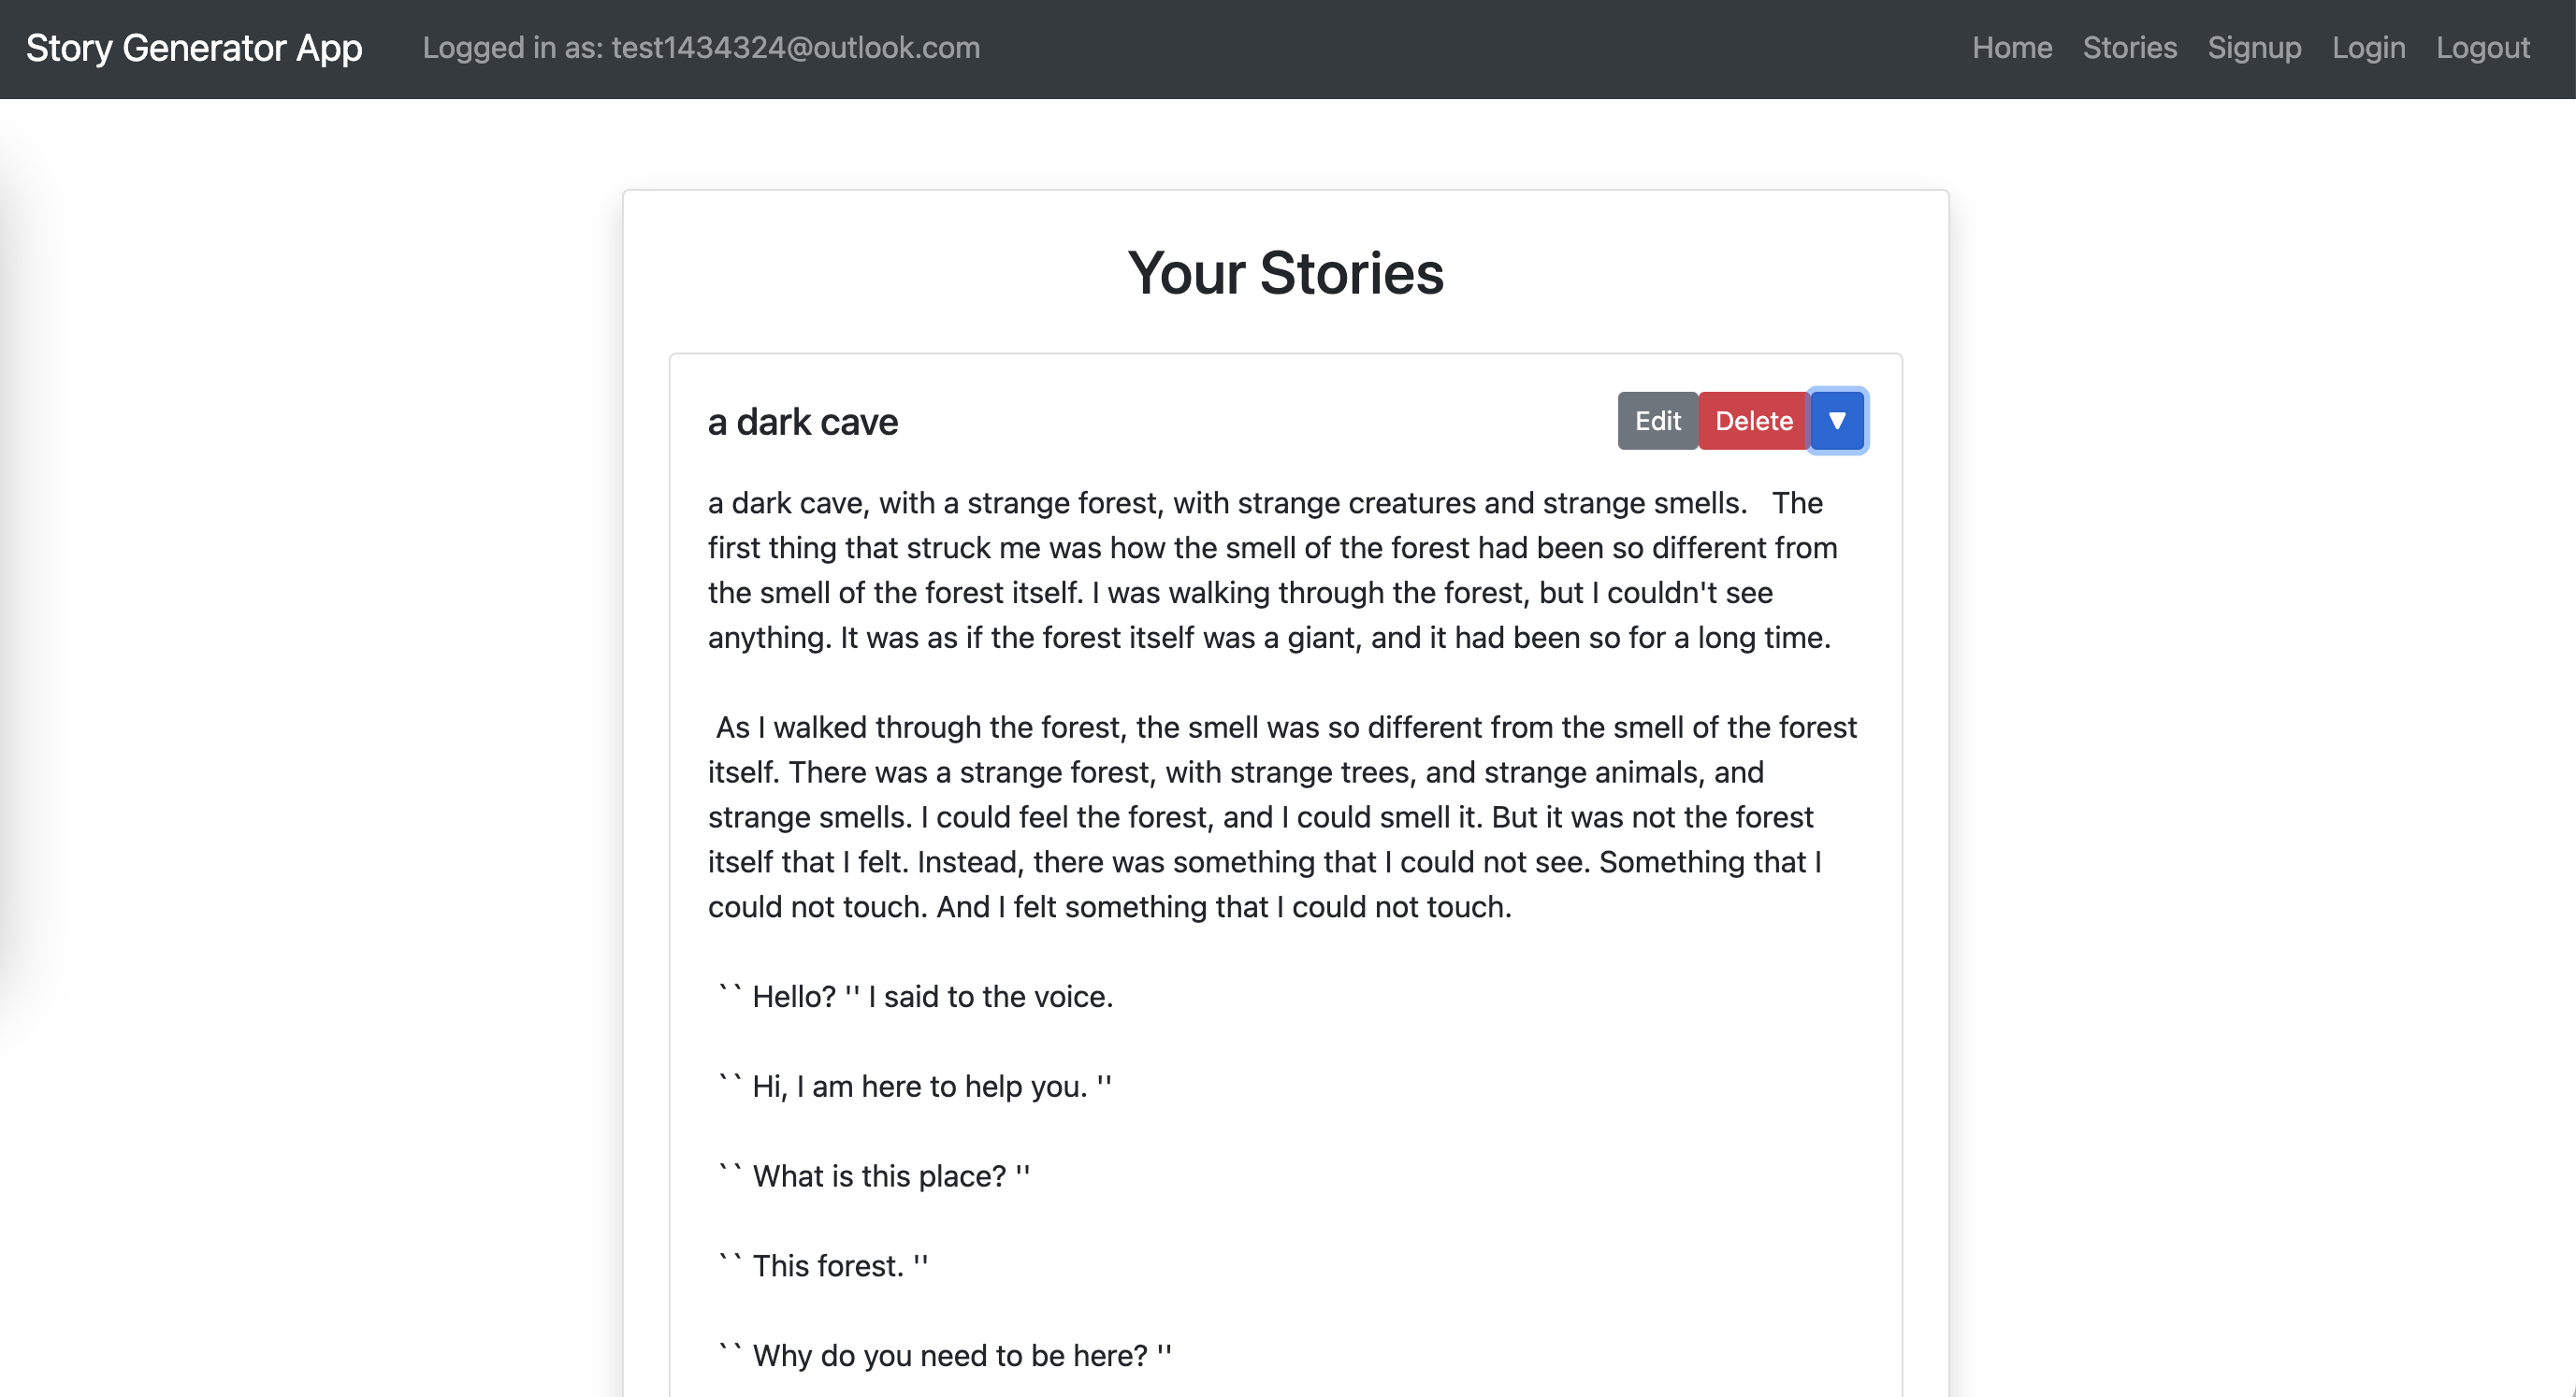 Story Generator App Logged in as: test1434324@outlook.com Home Stories Signup Login Logout
Your Stories
a dark cave Edit Delete ▼
a dark cave, with a strange forest, with strange creatures and strange smells.   The
first thing that struck me was how the smell of the forest had been so different from
the smell of the forest itself. I was walking through the forest, but I couldn't see
anything. It was as if the forest itself was a giant, and it had been so for a long time.
As I walked through the forest, the smell was so different from the smell of the forest
itself. There was a strange forest, with strange trees, and strange animals, and
strange smells. I could feel the forest, and I could smell it. But it was not the forest
itself that I felt. Instead, there was something that I could not see. Something that I
could not touch. And I felt something that I could not touch.
`` Hello? '' I said to the voice.
`` Hi, I am here to help you. ''
`` What is this place? ''
`` This forest. ''
`` Why do you need to be here? ''